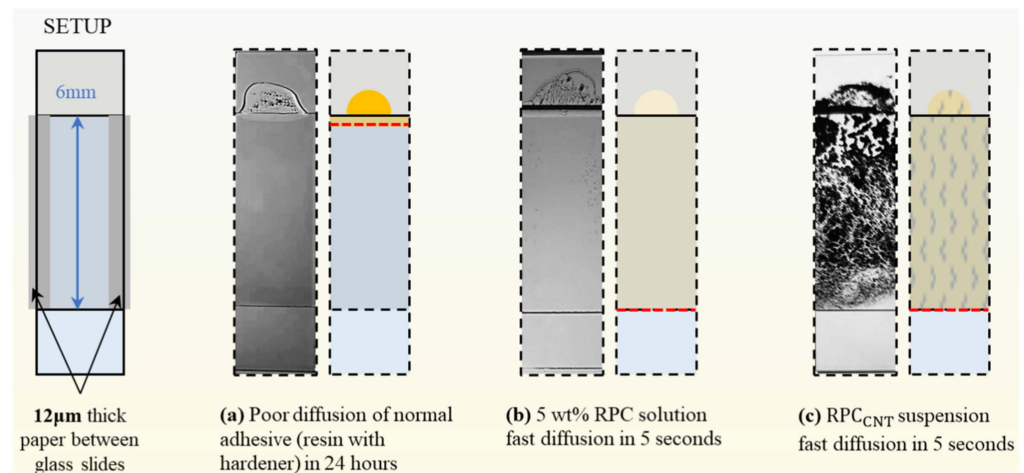 SETUP
6mm
12μm thick
paper between
glass slides
(a) Poor diffusion of normal
adhesive (resin with
hardener) in 24 hours
(b) 5 wt% RPC solution
fast diffusion in 5 seconds
(c) RPC_CNT suspension
fast diffusion in 5 seconds